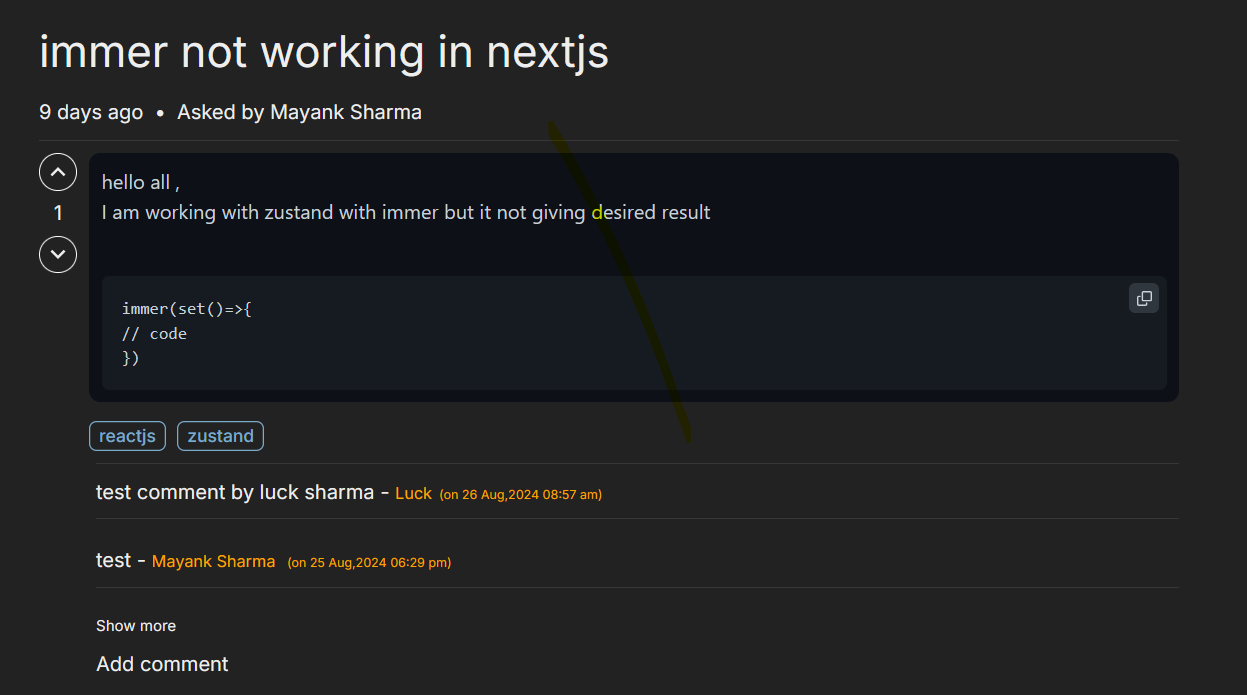 immer not working in nextjs
9 days ago • Asked by Mayank Sharma
hello all ,
1
I am working with zustand with immer but it not giving desired result
immer(set()=>{
// code
})
reactjs zustand
test comment by luck sharma - Luck (on 26 Aug,2024 08:57 am)
test - Mayank Sharma (on 25 Aug,2024 06:29 pm)
Show more
Add comment